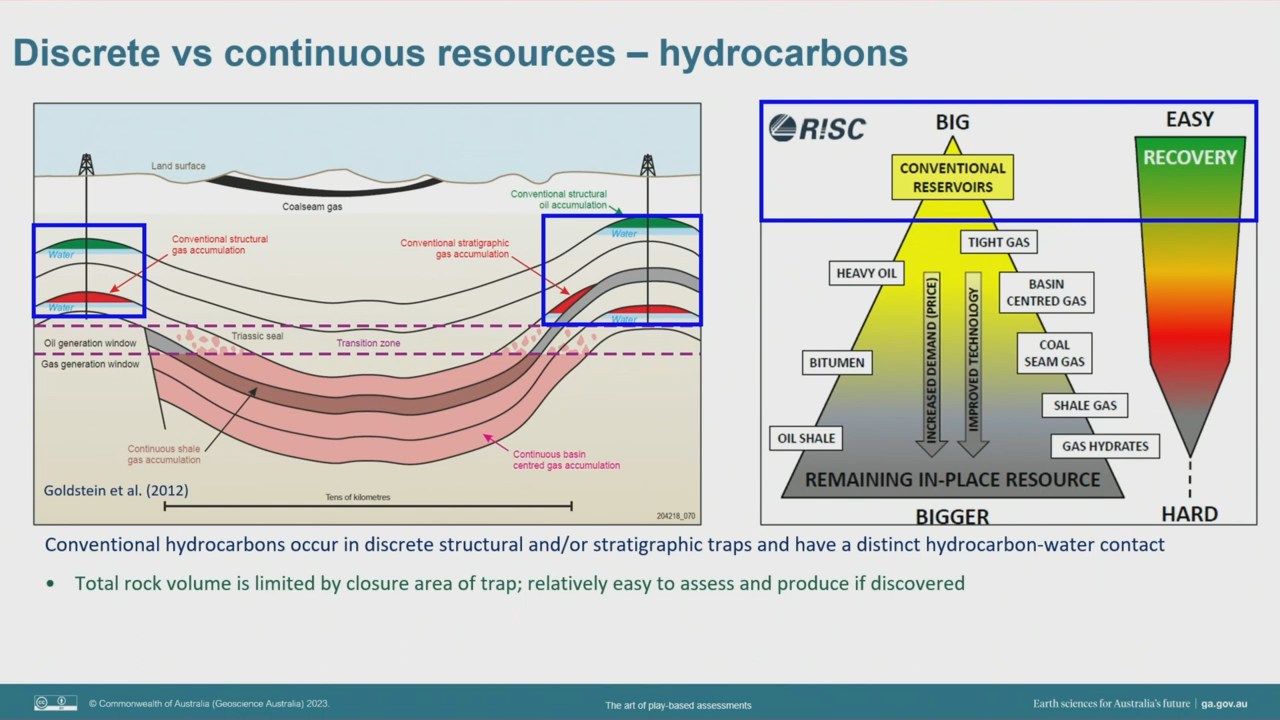 Discrete vs continuous resources – hydrocarbons
Land surface
Coalseam gas
Conventional structural
oil accumulation
Water
Conventional structural
gas accumulation
Conventional stratigraphic
gas accumulation
Water
Water
Water
Oil generation window
Triassic seal
Transition zone
Gas generation window
Continuous shale
gas accumulation
Continuous basin
centred gas accumulation
Goldstein et al. (2012)
Tens of kilometres
204218_070
R!SC
BIG
EASY
CONVENTIONAL
RESERVOIRS
RECOVERY
TIGHT GAS
HEAVY OIL
BASIN
CENTRED GAS
INCREASED DEMAND (PRICE)
IMPROVED TECHNOLOGY
COAL
SEAM GAS
BITUMEN
SHALE GAS
OIL SHALE
GAS HYDRATES
REMAINING IN-PLACE RESOURCE
BIGGER
HARD
Conventional hydrocarbons occur in discrete structural and/or stratigraphic traps and have a distinct hydrocarbon-water contact
• Total rock volume is limited by closure area of trap; relatively easy to assess and produce if discovered
cc BY
© Commonwealth of Australia (Geoscience Australia) 2023.
The art of play-based assessments
Earth sciences for Australia's future | ga.gov.au